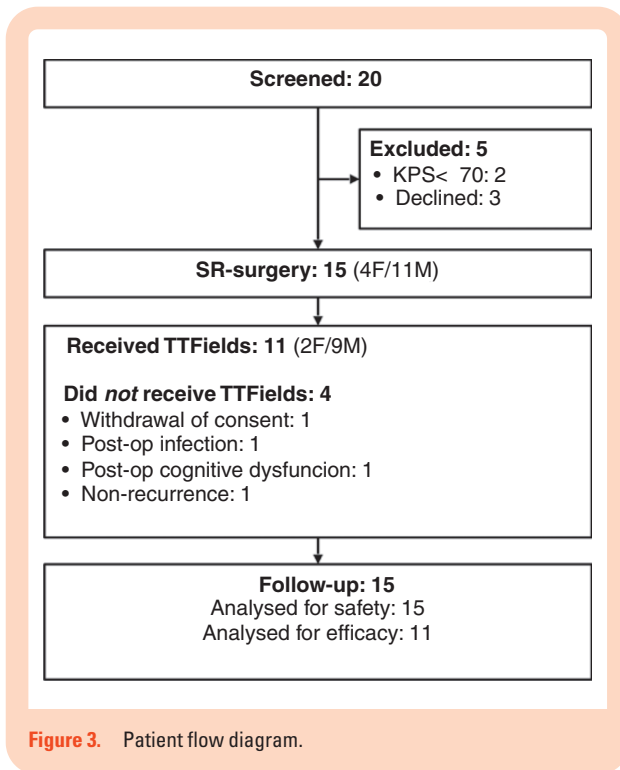 Screened: 20
Excluded: 5
• KPS< 70: 2
• Declined: 3
SR-surgery: 15 (4F/11M)
Received TTFields: 11 (2F/9M)
Did not receive TTFields: 4
• Withdrawal of consent: 1
• Post-op infection: 1
• Post-op cognitive dysfuncion: 1
• Non-recurrence: 1
Follow-up: 15
Analysed for safety: 15
Analysed for efficacy: 11
Figure 3. Patient flow diagram.